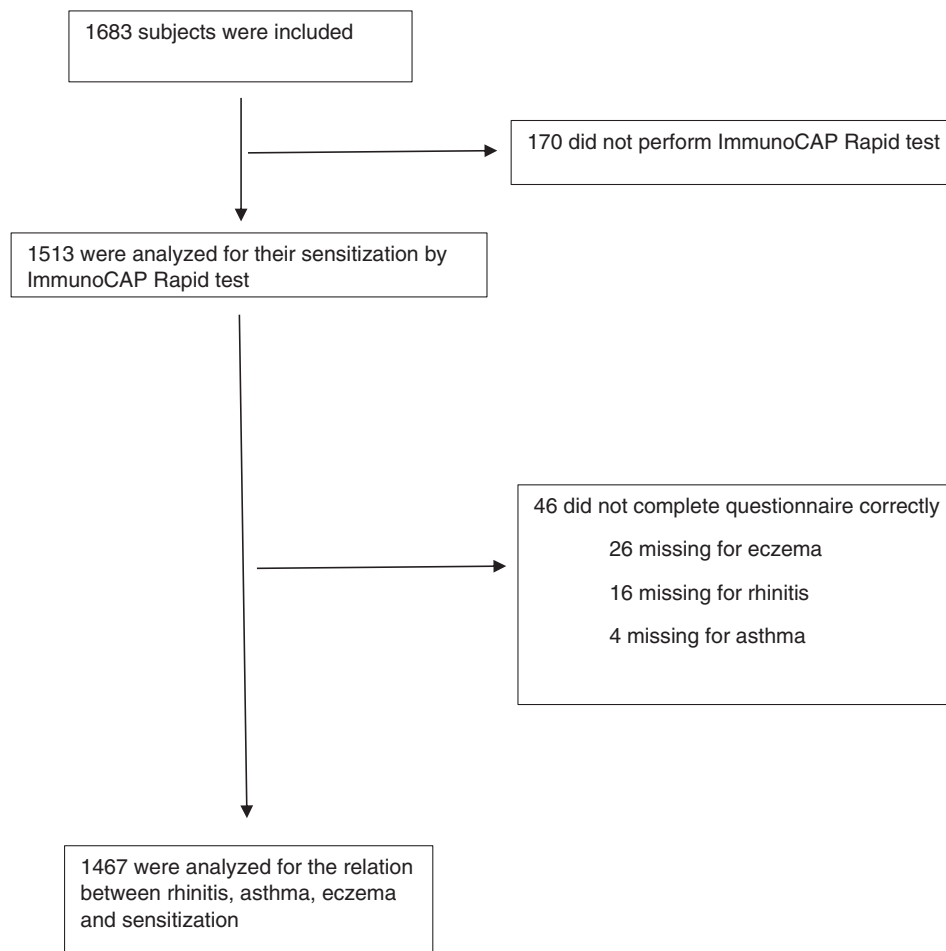 1683 subjects were included
170 did not perform ImmunoCAP Rapid test
1513 were analyzed for their sensitization by
ImmunoCAP Rapid test
46 did not complete questionnaire correctly
26 missing for eczema
16 missing for rhinitis
4 missing for asthma
1467 were analyzed for the relation
between rhinitis, asthma, eczema
and sensitization